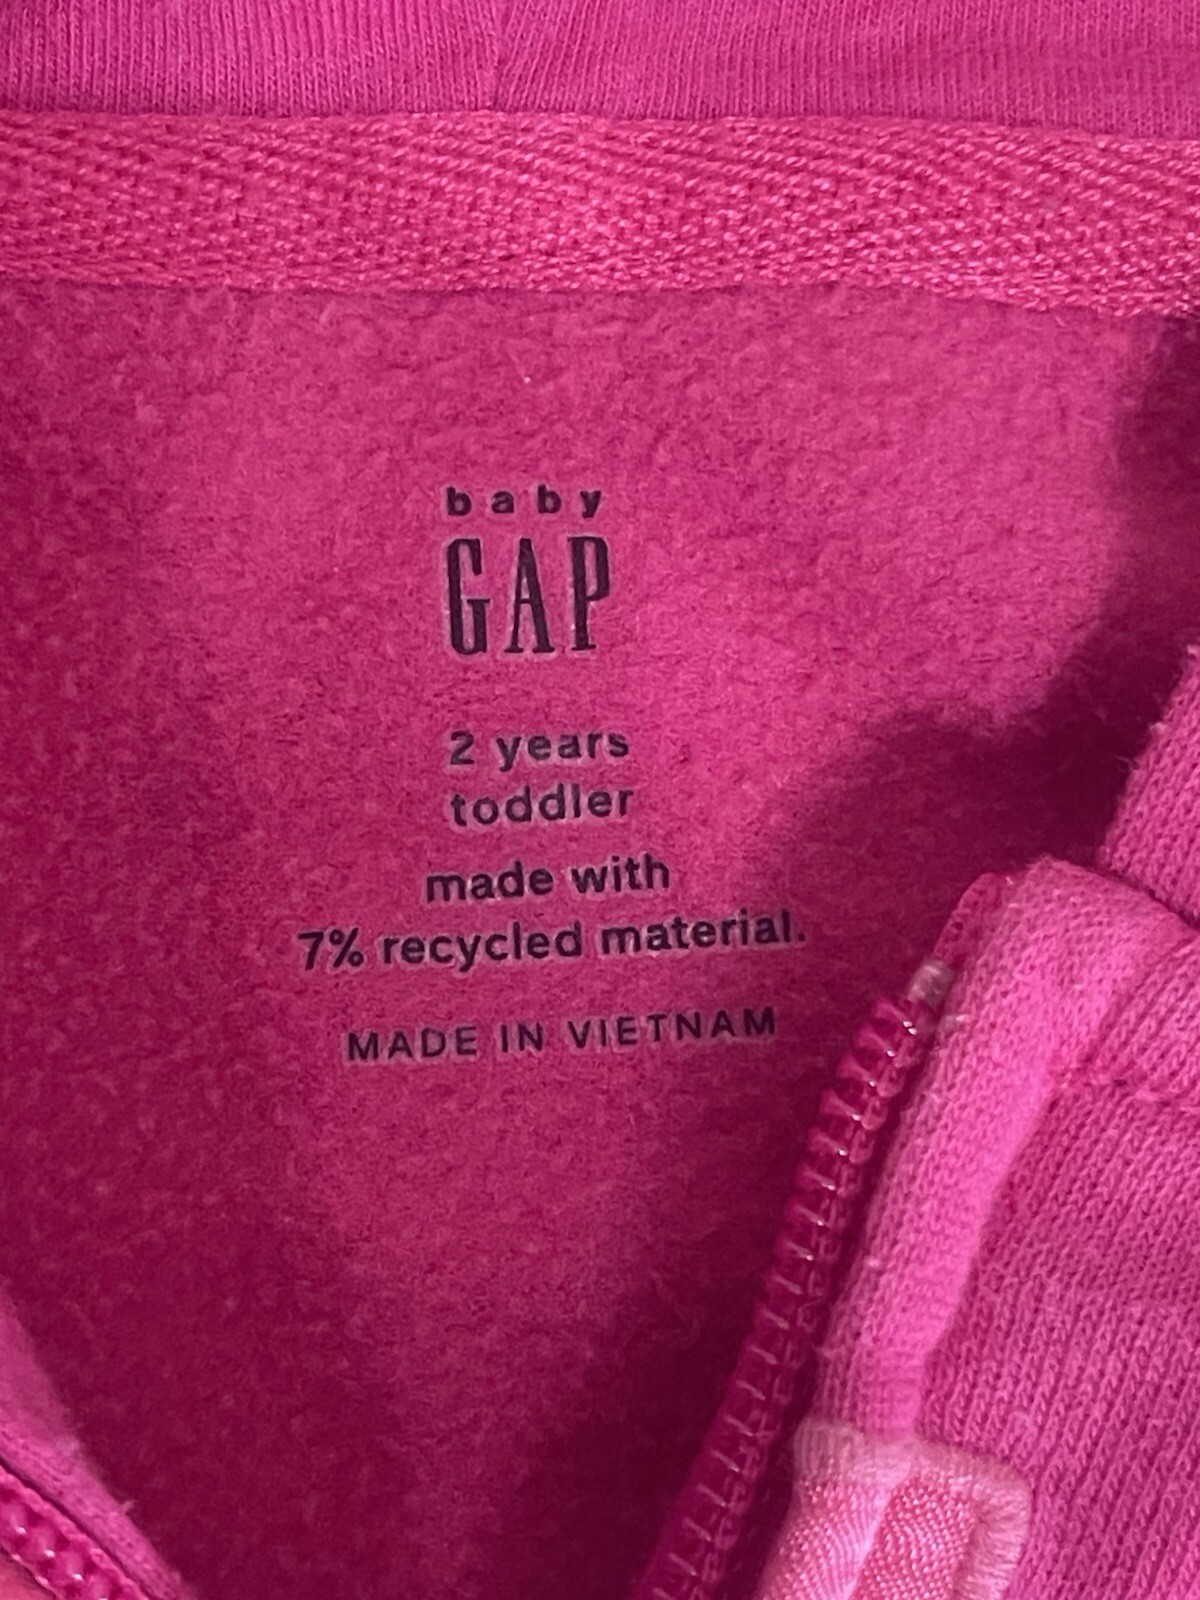 baby
GAP
2 years
toddler
made with
7% recycled material.
MADE IN VIETNAM